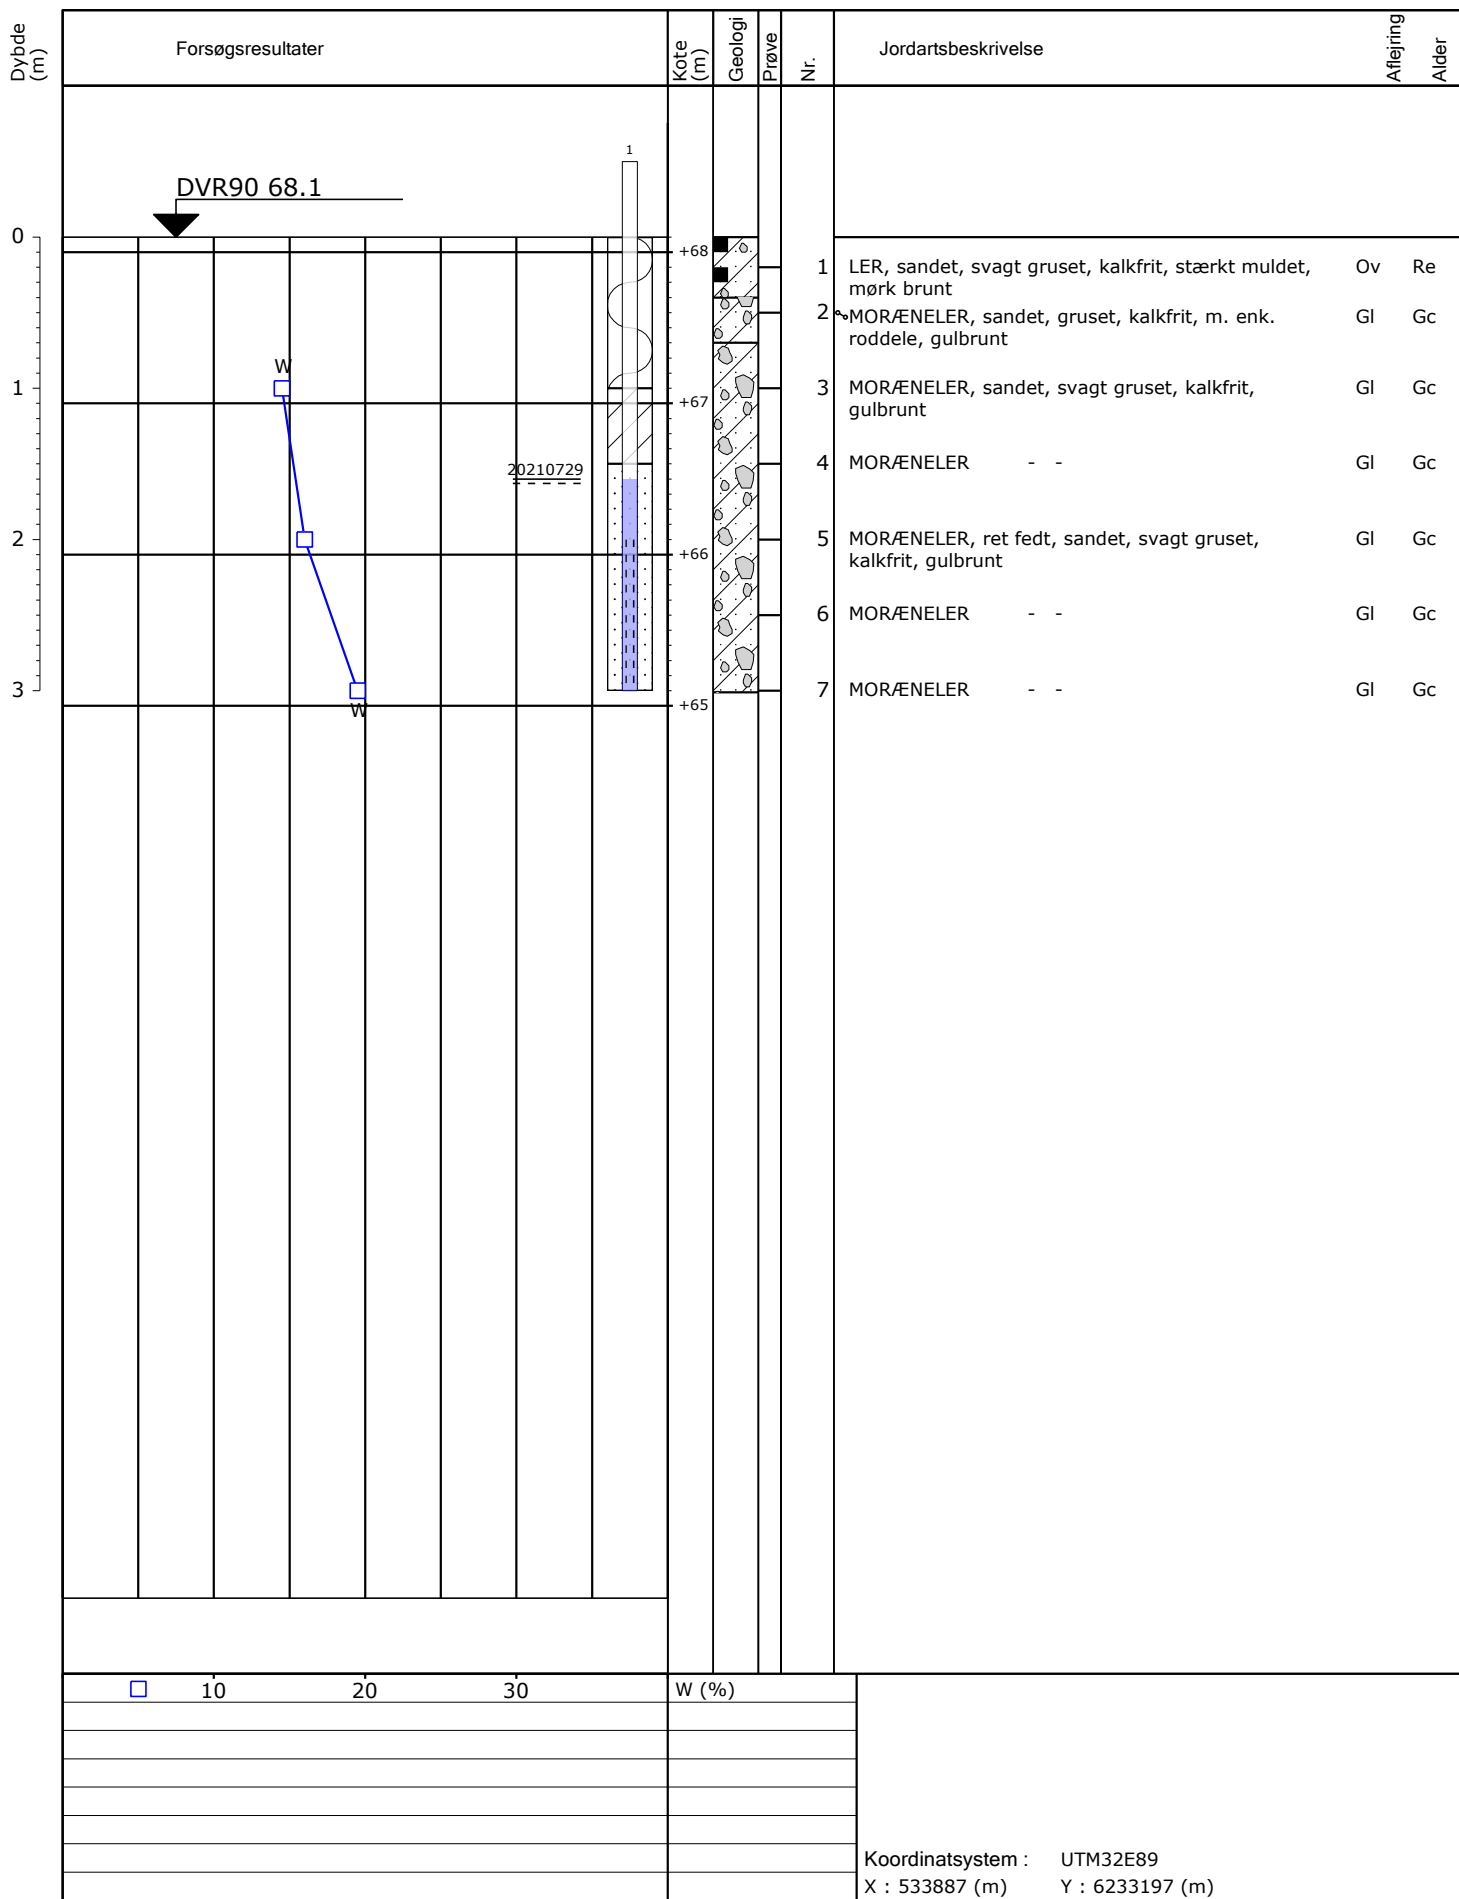 Dybde
(m)
Forsøgsresultater
Kote
(m)
Geologi
Prøve
Nr.
Jordartsbeskrivelse
Aflejring
Alder
1
DVR90 68.1
0
+68
1 LER, sandet, svagt gruset, kalkfrit, stærkt muldet, Ov Re
mørk brunt
2 MORÆNELER, sandet, gruset, kalkfrit, m. enk. Gl Gc
roddele, gulbrunt
W
1
+67
3 MORÆNELER, sandet, svagt gruset, kalkfrit, Gl Gc
gulbrunt
20210729
4 MORÆNELER - - Gl Gc
2
+66
5 MORÆNELER, ret fedt, sandet, svagt gruset, Gl Gc
kalkfrit, gulbrunt
6 MORÆNELER - - Gl Gc
3
7 MORÆNELER - - Gl Gc
W
+65
10 20 30 W (%)
Koordinatsystem : UTM32E89
X : 533887 (m) Y : 6233197 (m)